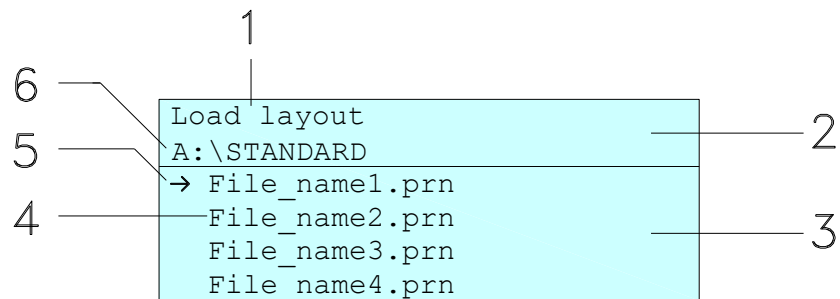 1
6
Load layout
2
5
A:\STANDARD
→ File_name1.prn
4
File_name2.prn
3
File_name3.prn
File_name4.prn